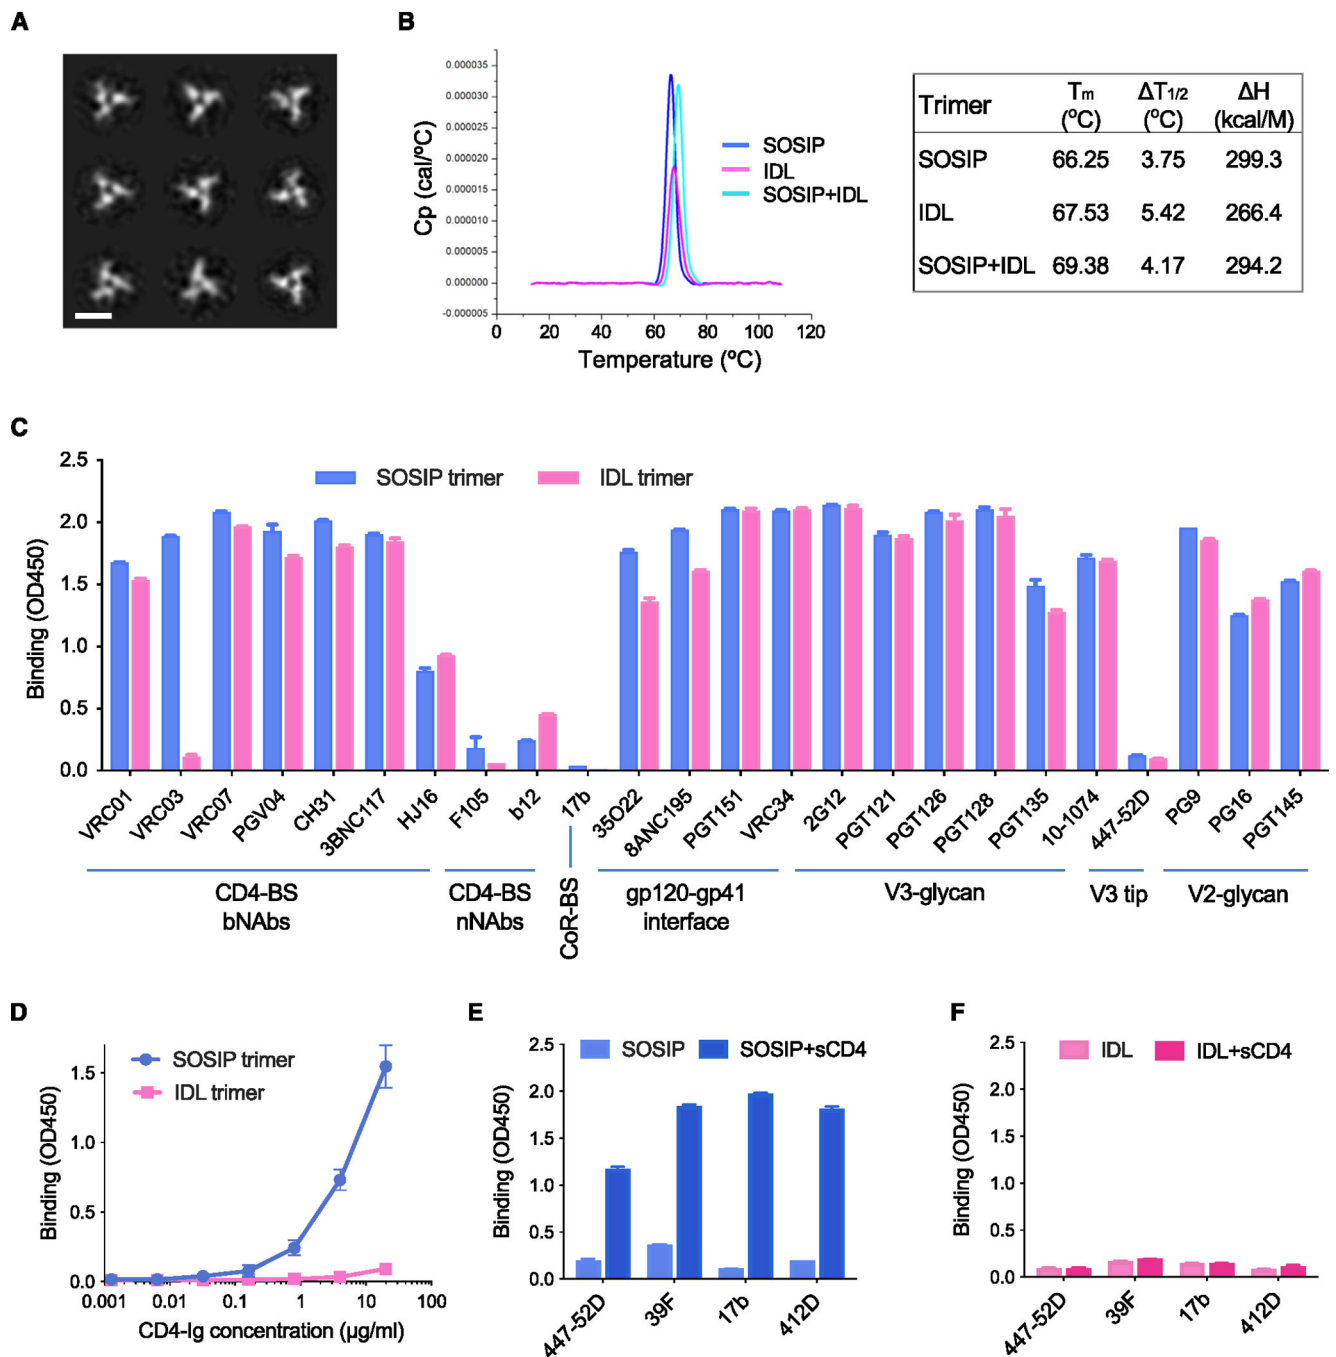 A
B
0.000035
0.000030
0.000025
0.000020
0.000015
0.000010
0.000005
0.000000
-0.000005
Cp (cal/ºC)
0 20 40 60 80 100 120
Temperature (ºC)
SOSIP
IDL
SOSIP+IDL
Trimer Tm (ºC) ΔT1/2 (ºC) ΔH (kcal/M)
SOSIP 66.25 3.75 299.3
IDL 67.53 5.42 266.4
SOSIP+IDL 69.38 4.17 294.2
C
SOSIP trimer IDL trimer
2.5
2.0
1.5
1.0
0.5
0.0
Binding (OD450)
VRC01 VRC03 VRC07 PGV04 CH31 3BNC117 HJ16 F105 b12 17b 35O22 8ANC195 PGT151 VRC34 2G12 PGT121 PGT126 PGT128 PGT135 10-1074 447-52D PG9 PG16 PGT145
CD4-BS
bNAbs
CD4-BS
nNAbs
CoR-BS
gp120-gp41
interface
V3-glycan
V3 tip
V2-glycan
D
SOSIP trimer
IDL trimer
1.5
1.0
0.5
0.0
Binding (OD450)
0.001 0.01 0.1 1 10 100
CD4-Ig concentration (µg/ml)
E
SOSIP SOSIP+sCD4
2.5
2.0
1.5
1.0
0.5
0.0
Binding (OD450)
447-52D 39F 17b 412D
F
IDL IDL+sCD4
2.5
2.0
1.5
1.0
0.5
0.0
Binding (OD450)
447-52D 39F 17b 412D